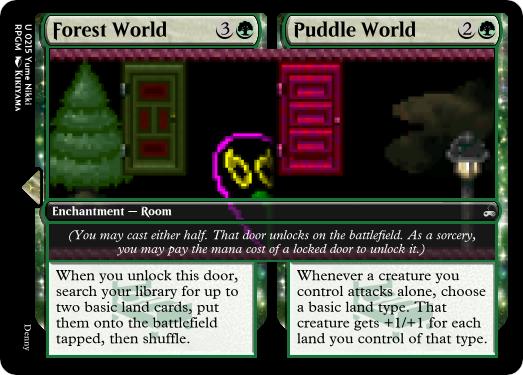 Forest World 3
Puddle World 2
U 0215 Yume Nikki
RPGM KIKIYAMA
Enchantment — Room
(You may cast either half. That door unlocks on the battlefield. As a sorcery,
you may pay the mana cost of a locked door to unlock it.)
When you unlock this door,
search your library for up to
two basic land cards, put
them onto the battlefield
tapped, then shuffle.
Whenever a creature you
control attacks alone, choose
a basic land type. That
creature gets +1/+1 for each
land you control of that type.
Denny